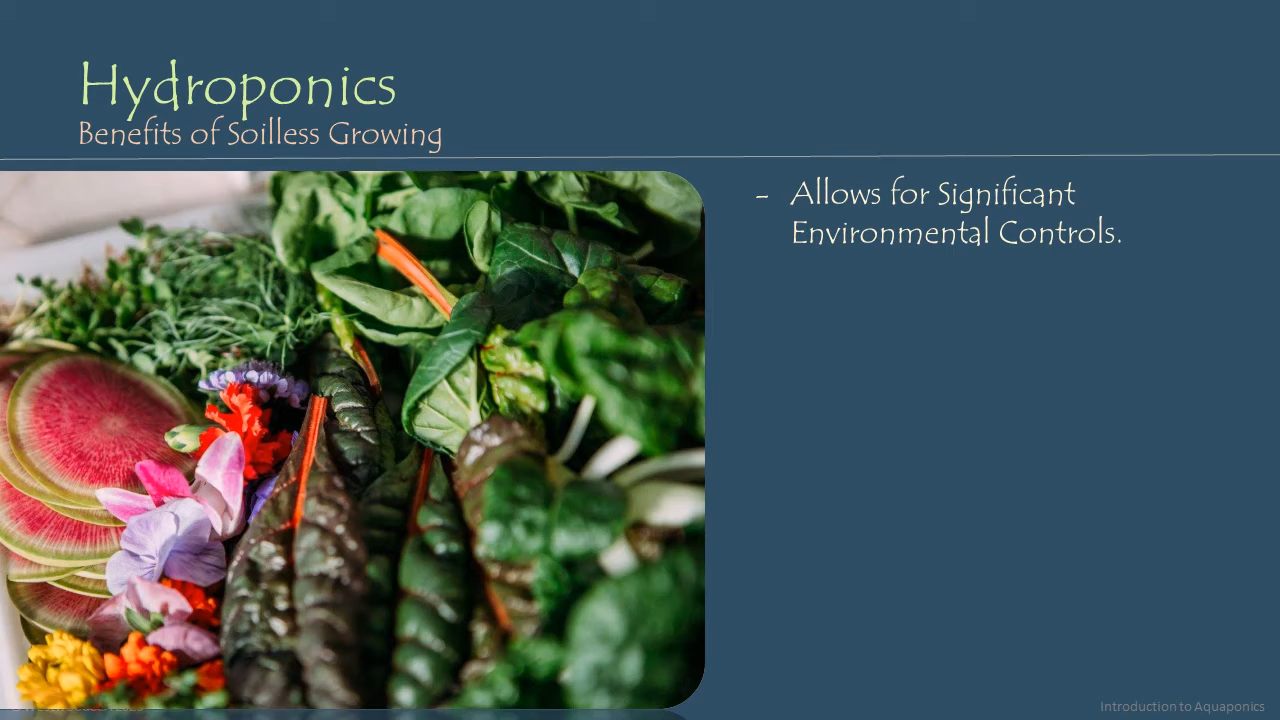 Hydroponics
Benefits of Soilless Growing
- Allows for Significant
Environmental Controls.
Introduction to Aquaponics